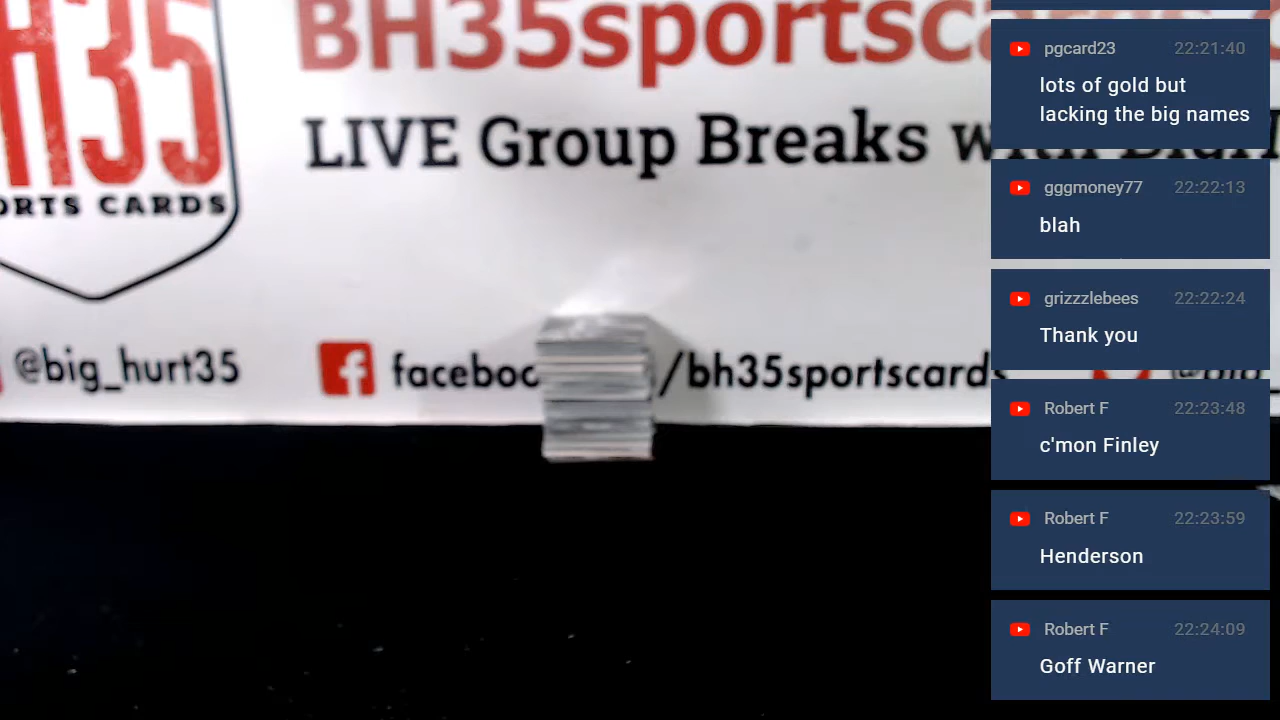 BH35sportsc
LIVE Group Breaks with
H35
ORTS CARDS
@big_hurt35
faceboo /bh35sportscards
pgcard23 22:21:40
lots of gold but
lacking the big names
gggmoney77 22:22:13
blah
grizzzlebees 22:22:24
Thank you
Robert F 22:23:48
c'mon Finley
Robert F 22:23:59
Henderson
Robert F 22:24:09
Goff Warner